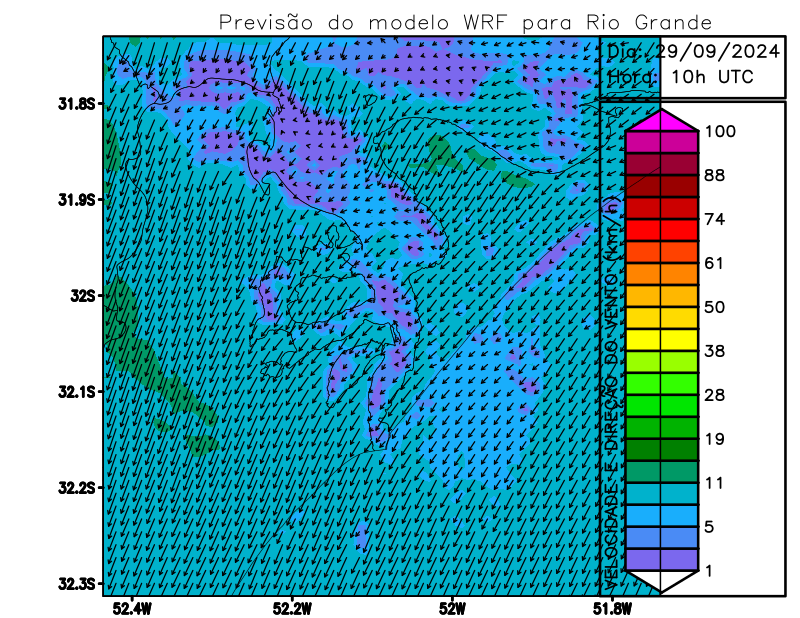 Previsão do modelo WRF para Rio Grande
Dia: 29/09/2024
Hora: 10h UTC
31.8S
31.9S
32S
32.1S
32.2S
32.3S
52.4W
52.2W
52W
51.8W
VELOCIDADE E DIREÇÃO DO VENTO (km/h)
100
88
74
61
50
38
28
19
11
5
1